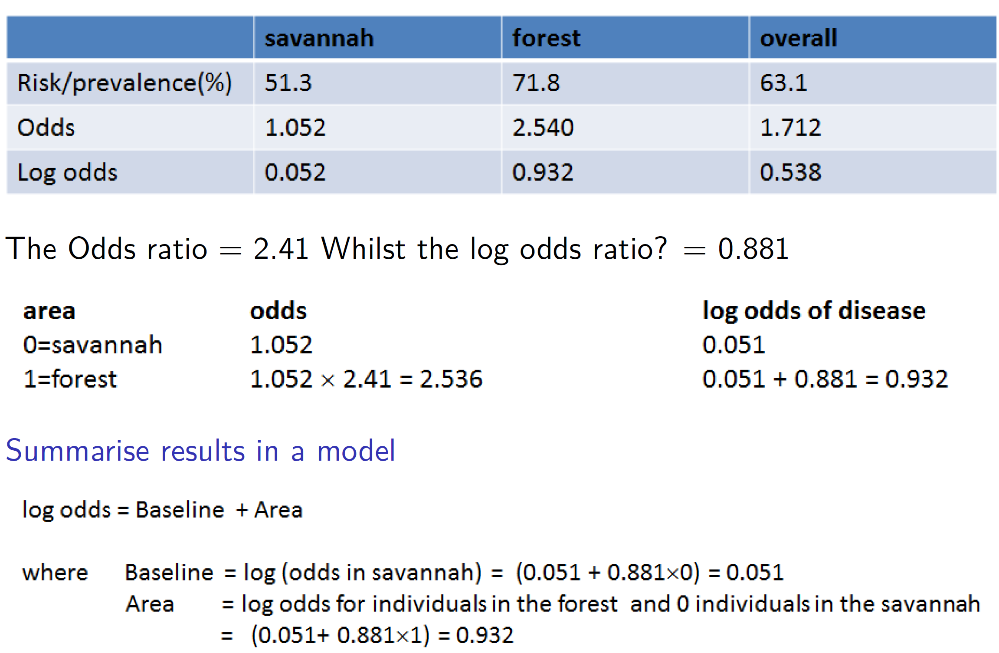 savannah forest overall
Risk/prevalence(%) 51.3 71.8 63.1
Odds 1.052 2.540 1.712
Log odds 0.052 0.932 0.538
The Odds ratio = 2.41 Whilst the log odds ratio? = 0.881
area odds log odds of disease
0=savannah 1.052 0.051
1=forest 1.052 × 2.41 = 2.536 0.051 + 0.881 = 0.932
Summarise results in a model
log odds = Baseline + Area
where Baseline = log (odds in savannah) = (0.051 + 0.881×0) = 0.051
Area = log odds for individuals in the forest and 0 individuals in the savannah
= (0.051+ 0.881×1) = 0.932